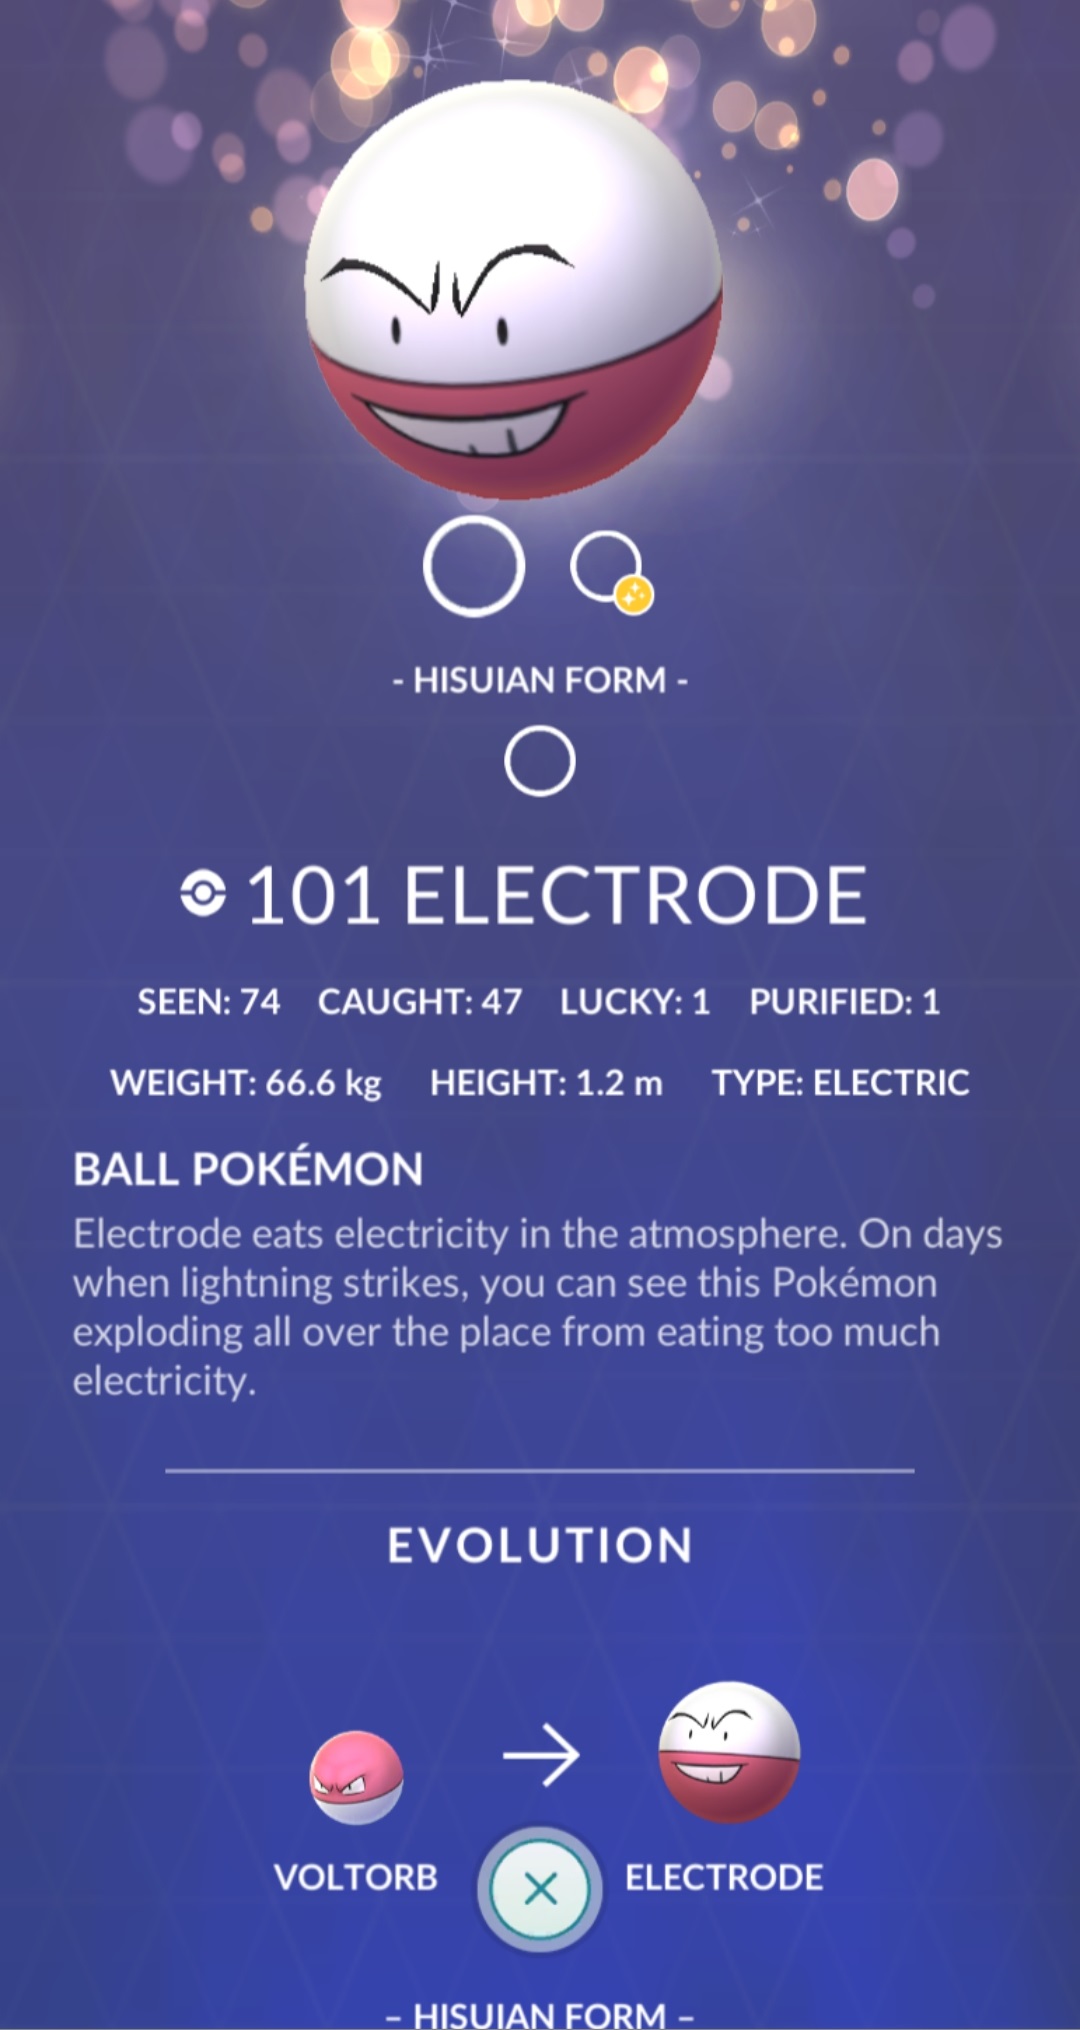 - HISUIAN FORM -
101 ELECTRODE
SEEN: 74 CAUGHT: 47 LUCKY: 1 PURIFIED: 1
WEIGHT: 66.6 kg HEIGHT: 1.2 m TYPE: ELECTRIC
BALL POKÉMON
Electrode eats electricity in the atmosphere. On days
when lightning strikes, you can see this Pokémon
exploding all over the place from eating too much
electricity.
EVOLUTION
VOLTORB ELECTRODE
– HISUIAN FORM –